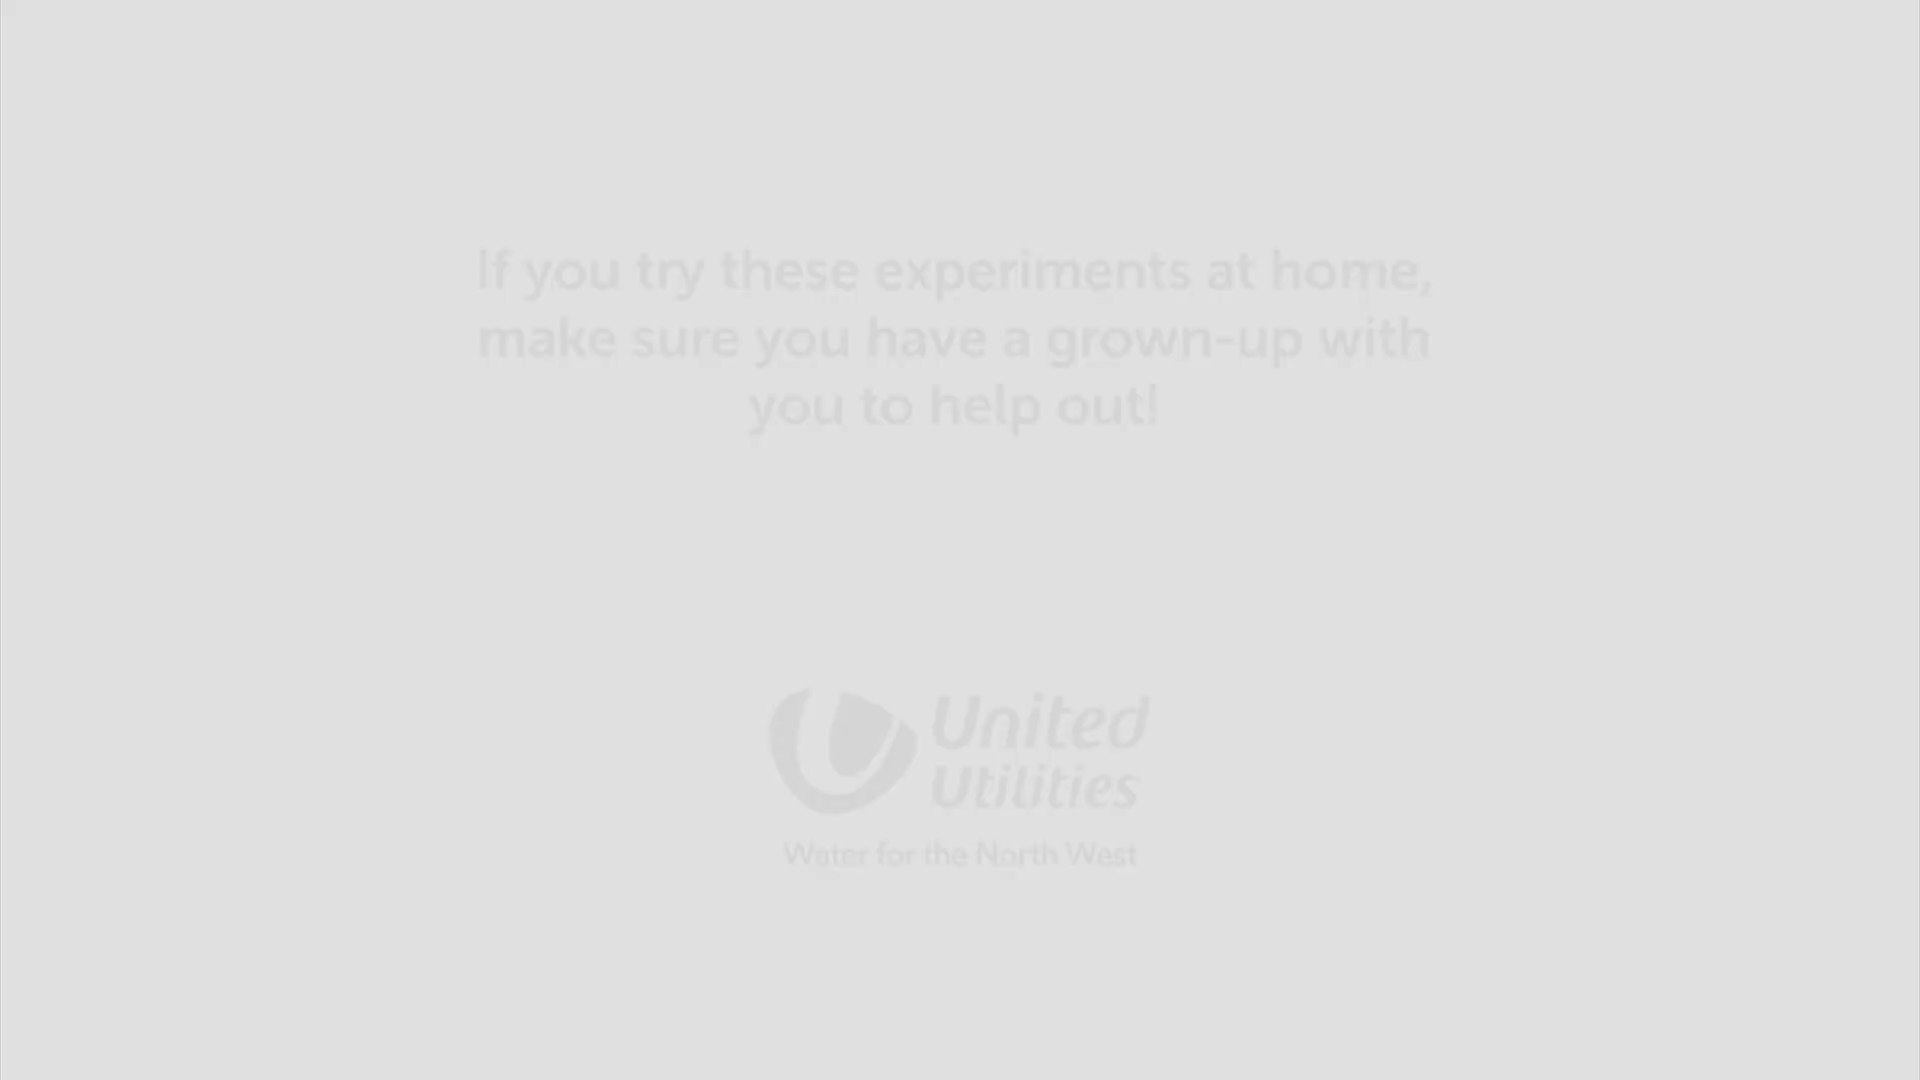 If you try these experiments at home,
make sure you have a grown-up with
you to help out!
United
Utilities
Water for the North West